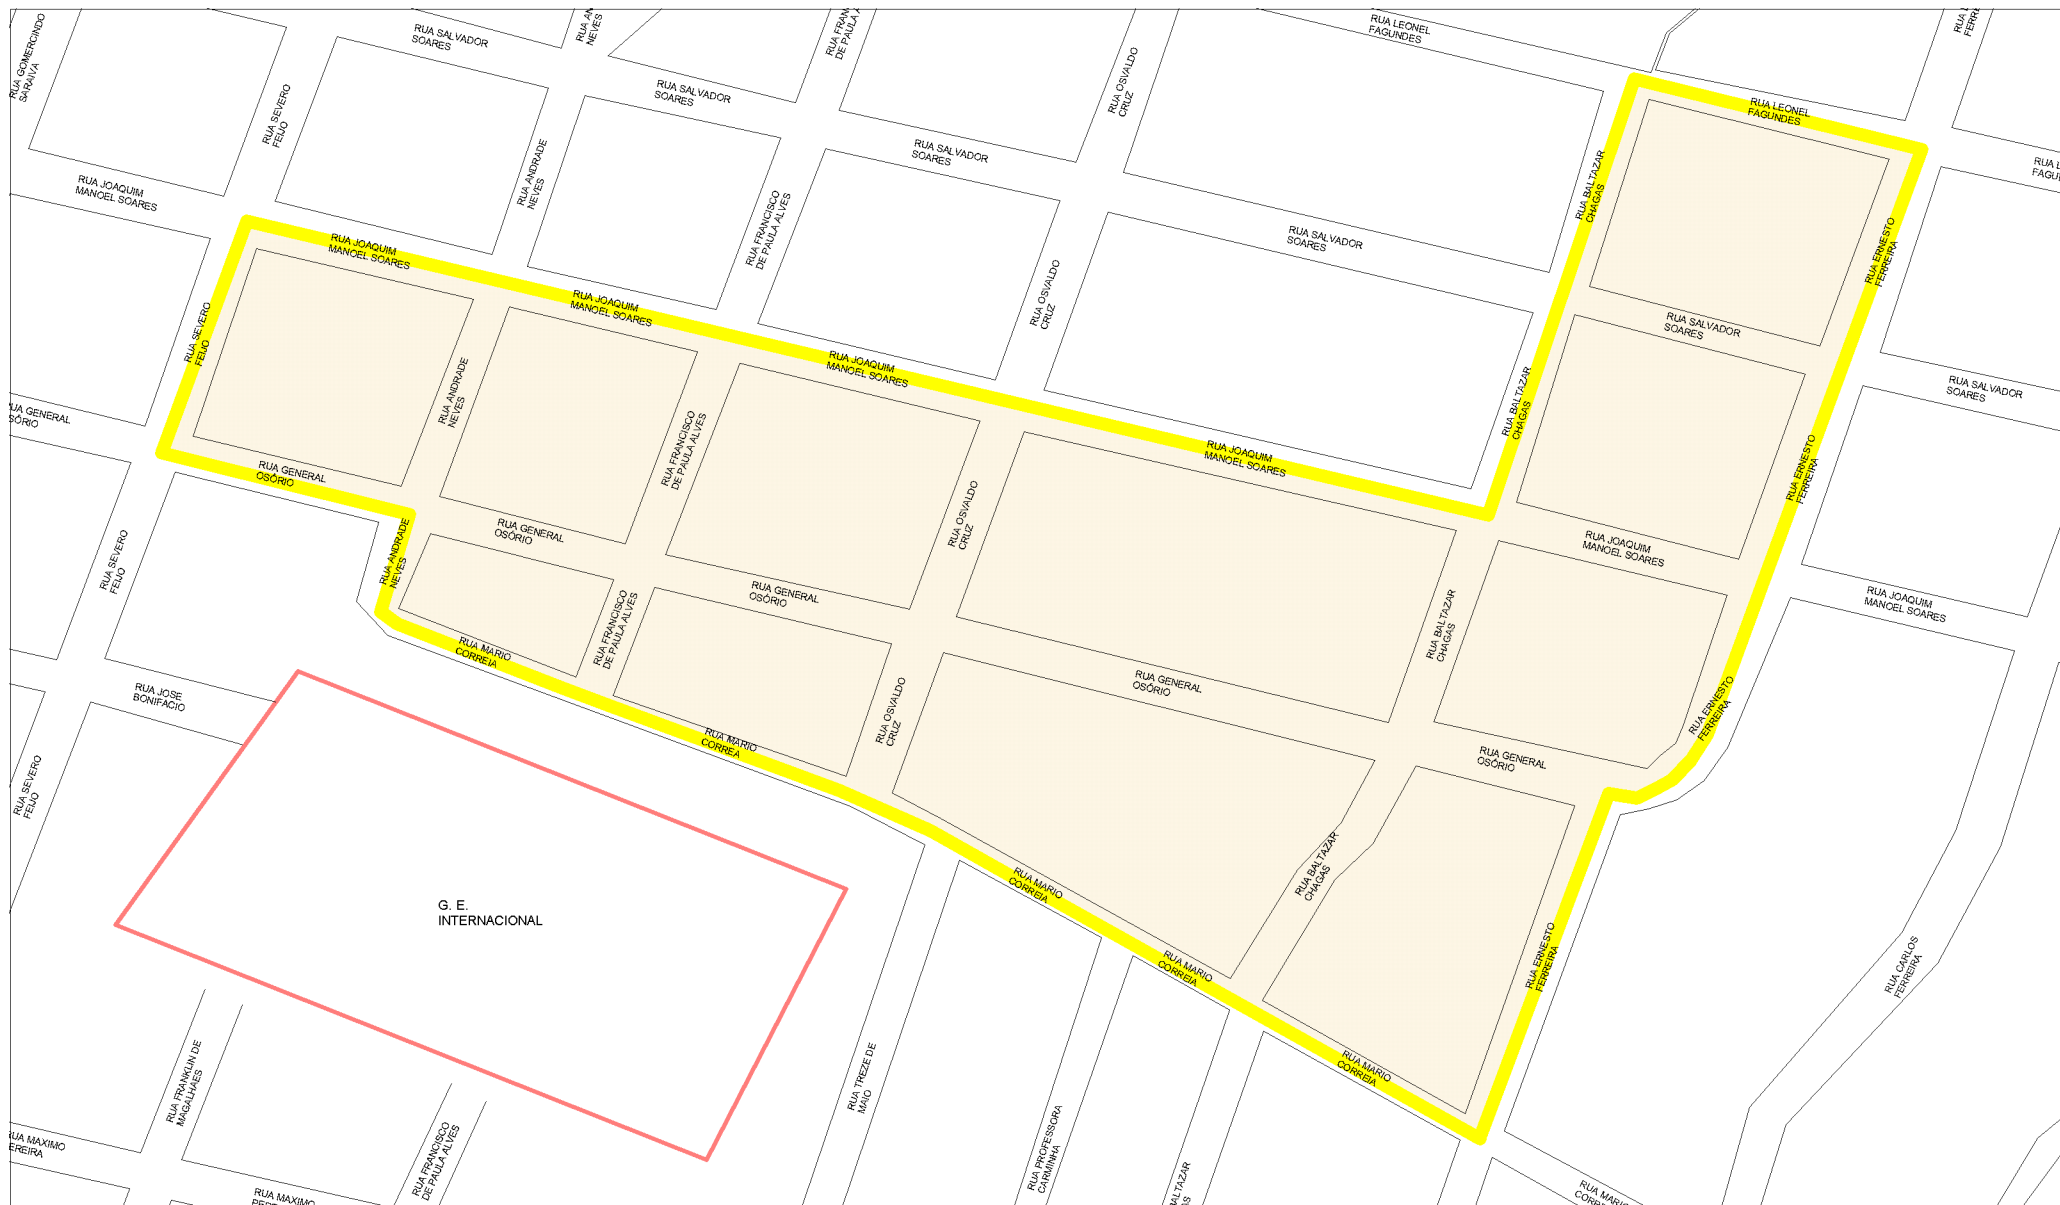 RUA GOMERCINDO
SARAIVA
RUA SALVADOR
SOARES
NEVES
RUA LEONEL
FAGUNDES
RUA SEVERO
FEIJO
RUA SALVADOR
SOARES
RUA OSVALDO
CRUZ
RUA LEONEL
FAGUNDES
RUA JOAQUIM
MANOEL SOARES
RUA ANDRADE
NEVES
RUA SALVADOR
SOARES
RUA BALTAZAR
CHAGAS
RUA FRANCISCO
DE PAULA ALVES
RUA JOAQUIM
MANOEL SOARES
RUA SALVADOR
SOARES
RUA ERNESTO
FERREIRA
RUA SEVERO
FEIJO
RUA JOAQUIM
MANOEL SOARES
RUA OSVALDO
CRUZ
RUA SALVADOR
SOARES
RUA ANDRADE
NEVES
RUA JOAQUIM
MANOEL SOARES
RUA BALTAZAR
CHAGAS
RUA SALVADOR
SOARES
RUA GENERAL
OSÓRIO
RUA GENERAL
OSÓRIO
RUA FRANCISCO
DE PAULA ALVES
RUA JOAQUIM
MANOEL SOARES
RUA ERNESTO
FERREIRA
RUA SEVERO
FEIJO
RUA ANDRADE
NEVES
RUA GENERAL
OSÓRIO
RUA OSVALDO
CRUZ
RUA JOAQUIM
MANOEL SOARES
RUA FRANCISCO
DE PAULA ALVES
RUA GENERAL
OSÓRIO
RUA BALTAZAR
CHAGAS
RUA JOAQUIM
MANOEL SOARES
RUA JOSE
BONIFACIO
RUA MARIO
CORREIA
RUA OSVALDO
CRUZ
RUA GENERAL
OSÓRIO
RUA ERNESTO
FERREIRA
RUA SEVERO
FEIJO
RUA MARIO
CORREA
RUA GENERAL
OSÓRIO
G. E.
INTERNACIONAL
RUA MARIO
CORREIA
RUA BALTAZAR
CHAGAS
RUA MARIO
CORREIA
RUA ERNESTO
FERREIRA
RUA CARLOS
FERREIRA
RUA FRANKLIN DE
MAGALHAES
RUA TREZE DE
MAIO
RUA MARIO
CORREIA
RUA MAXIMO
RUA FRANCISCO
DE PAULA ALVES
RUA PROFESSORA
CARMINHA
RUA MAXIMO
RUA MARIO